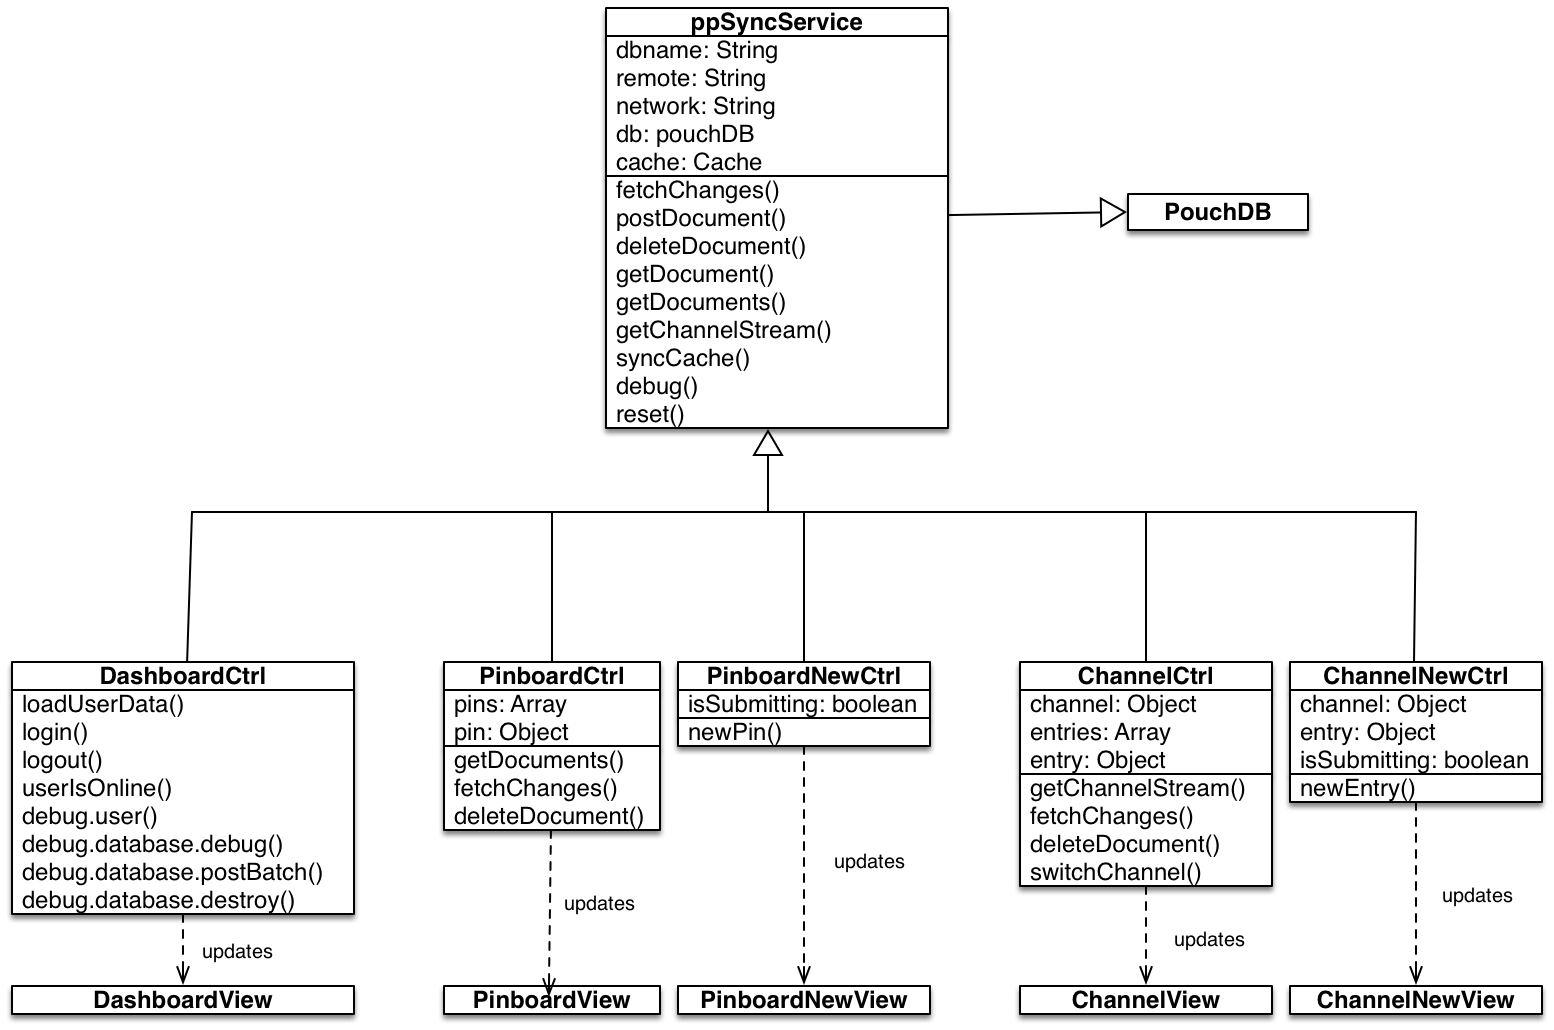 ppSyncService
dbname: String
remote: String
network: String
db: pouchDB
cache: Cache
fetchChanges()
postDocument()
deleteDocument()
getDocument()
getDocuments()
getChannelStream()
syncCache()
debug()
reset()
PouchDB
DashboardCtrl
loadUserData()
login()
logout()
userIsOnline()
debug.user()
debug.database.debug()
debug.database.postBatch()
debug.database.destroy()
updates
DashboardView
PinboardCtrl
pins: Array
pin: Object
getDocuments()
fetchChanges()
deleteDocument()
updates
PinboardView
PinboardNewCtrl
isSubmitting: boolean
newPin()
updates
PinboardNewView
ChannelCtrl
channel: Object
entries: Array
entry: Object
getChannelStream()
fetchChanges()
deleteDocument()
switchChannel()
updates
ChannelView
ChannelNewCtrl
channel: Object
entry: Object
isSubmitting: boolean
newEntry()
updates
ChannelNewView